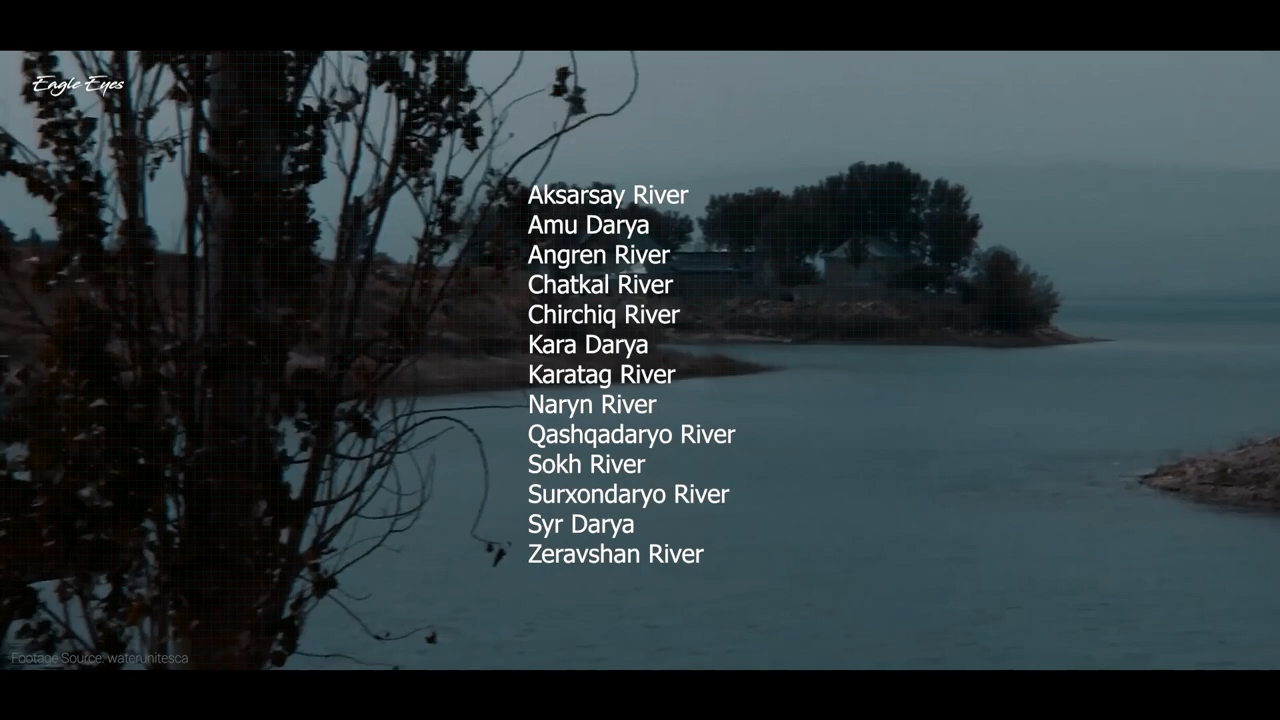 Eagle Eyes
Aksarsay River
Amu Darya
Angren River
Chatkal River
Chirchiq River
Kara Darya
Karatag River
Naryn River
Qashqadaryo River
Sokh River
Surxondaryo River
Syr Darya
Zeravshan River
Footage Source: waterunitesca